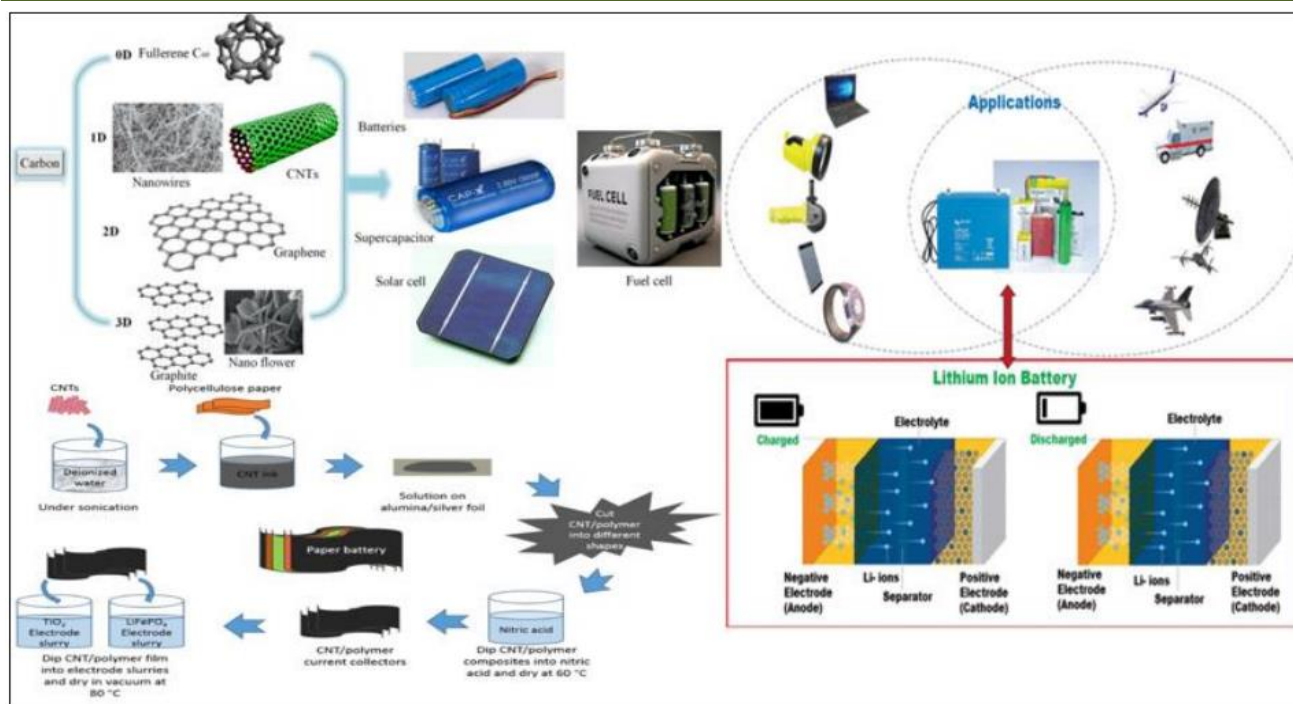 0D Fullerene C₆₀
1D
Carbon
Nanowires
CNTs
2D
Graphene
3D
Nano flower
Graphite
Batteries
CAP-X
Supercapacitor
Solar cell
FUEL CELL
Fuel cell
Applications
CNTs
Deionized
water
Under sonication
Polycellulose paper
CNT ink
Solution on
alumina/silver foil
Cut
CNT/polymer
into different
shapes
Nitric acid
Dip CNT/polymer
composites into nitric
acid and dry at 60 °C
CNT/polymer
current collectors
Paper battery
TiO₂
Electrode
slurry
LiFePO₄
Electrode
slurry
Dip CNT/polymer film
into electrode slurries
and dry in vacuum at
80 °C
Lithium Ion Battery
Charged
Electrolyte
Negative
Electrode
(Anode)
Li- ions
Separator
Positive
Electrode
(Cathode)
Discharged
Electrolyte
Negative
Electrode
(Anode)
Li- ions
Separator
Positive
Electrode
(Cathode)